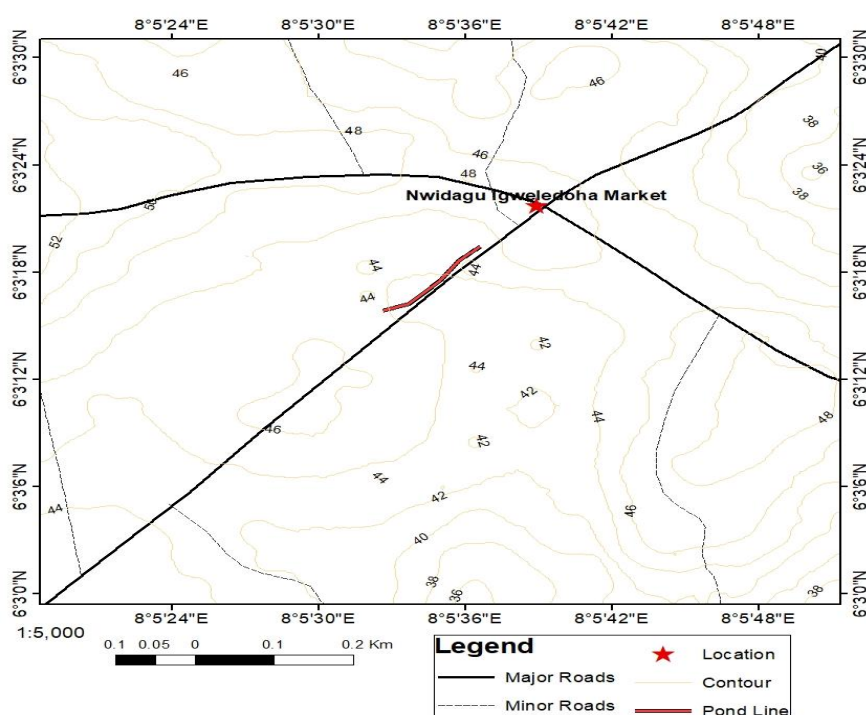 8°5'24"E 8°5'30"E 8°5'36"E 8°5'42"E 8°5'48"E
6°3'30"N 6°3'30"N
40
46
46
38
48
6°3'24"N 6°3'24"N
46
36
48
38
Nwidagu Igweledoha Market
52
6°3'18"N 6°3'18"N
44
44
44
42
6°3'12"N 6°3'12"N
44
42
44
48
46
42
44
6°3'6"N 6°3'6"N
42
44
46
40
38
36
38
6°3'0"N 6°3'0"N
8°5'24"E 8°5'30"E 8°5'36"E 8°5'42"E 8°5'48"E
1:5,000
0.1 0.05 0 0.1 0.2 Km
Legend
Major Roads
Minor Roads
Location
Contour
Pond Line